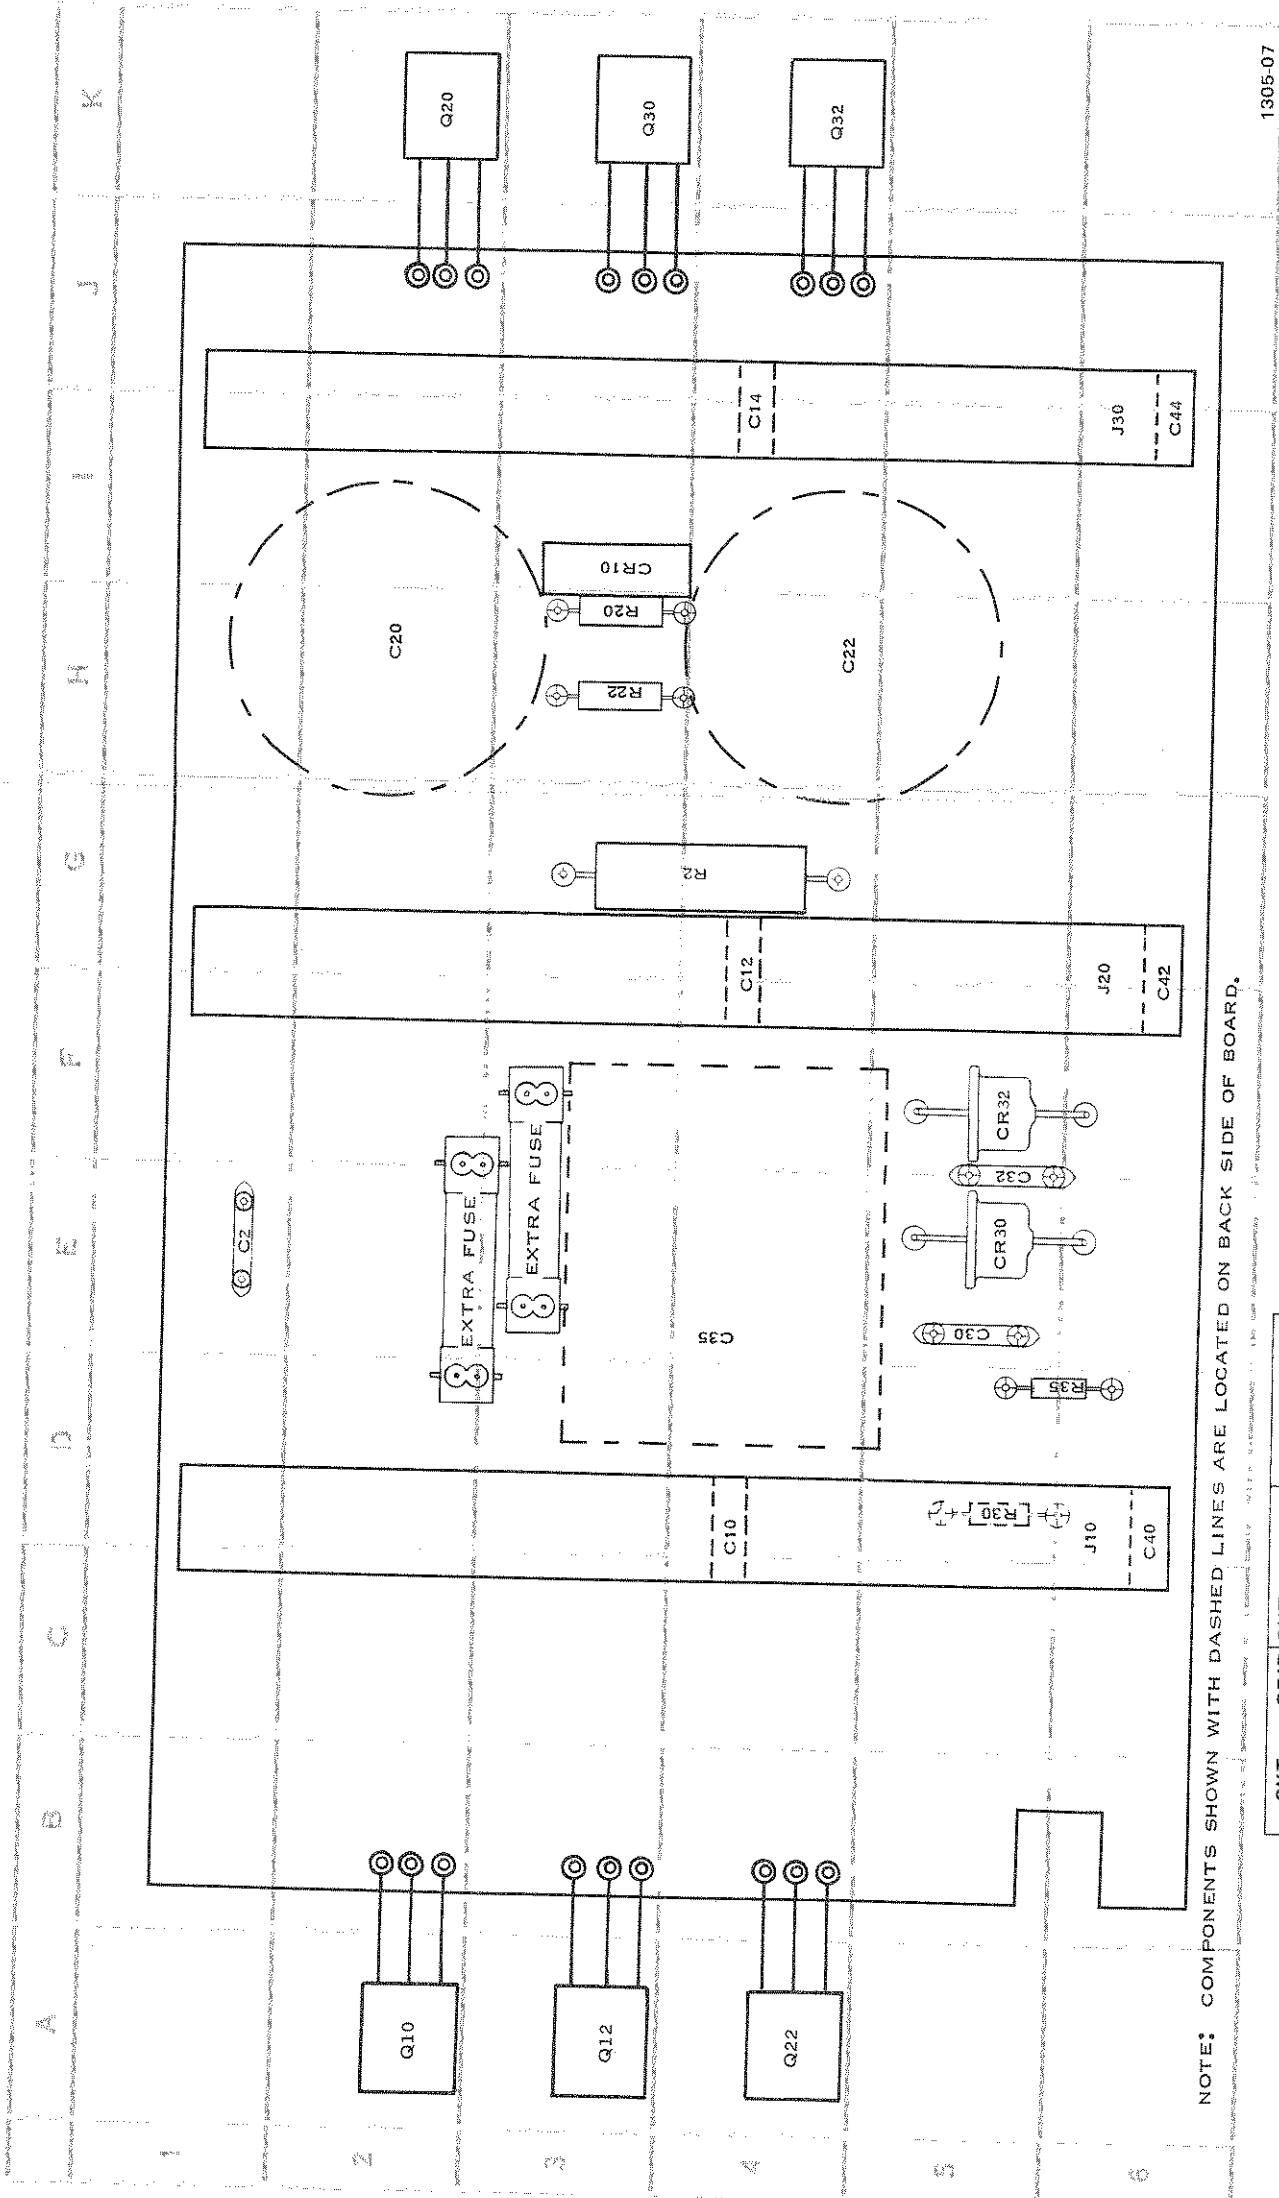 A B C D E F G H I J K
1
2
3
4
5
6
Q10
Q12
Q22
Q20
Q30
Q32
C2
EXTRA FUSE
EXTRA FUSE
C35
C10
R30
J10
C40
R35
C30
CR30
C32
CR32
C12
J20
C42
R2
C20
R22
R20
CR10
C22
C14
J30
C44
NOTE: COMPONENTS SHOWN WITH DASHED LINES ARE LOCATED ON BACK SIDE OF BOARD.
1305-07